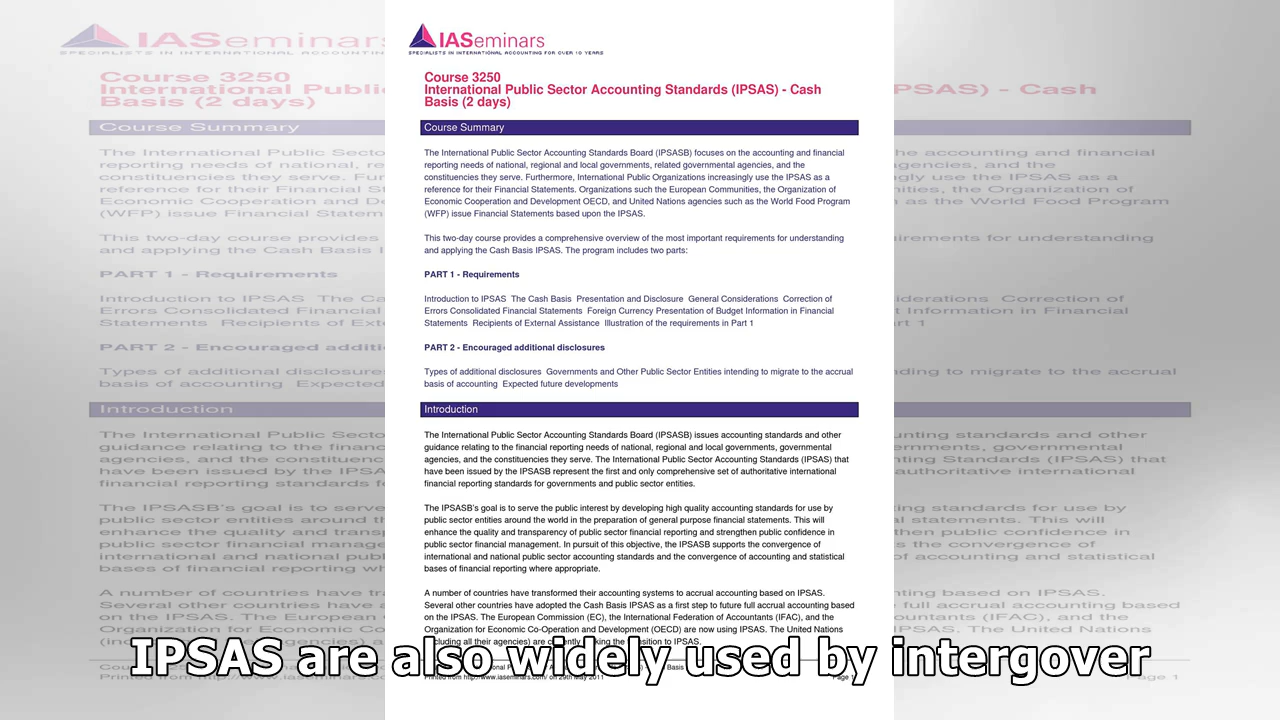 IASeminars
SPECIALISTS IN INTERNATIONAL ACCOUNTING FOR OVER 10 YEARS
Course 3250
International Public Sector Accounting Standards (IPSAS) - Cash
Basis (2 days)
Course Summary
The International Public Sector Accounting Standards Board (IPSASB) focuses on the accounting and financial
reporting needs of national, regional and local governments, related governmental agencies, and the
constituencies they serve. Furthermore, International Public Organizations increasingly use the IPSAS as a
reference for their Financial Statements. Organizations such the European Communities, the Organization of
Economic Cooperation and Development OECD, and United Nations agencies such as the World Food Program
(WFP) issue Financial Statements based upon the IPSAS.
This two-day course provides a comprehensive overview of the most important requirements for understanding
and applying the Cash Basis IPSAS. The program includes two parts:
PART 1 - Requirements
Introduction to IPSAS The Cash Basis Presentation and Disclosure General Considerations Correction of
Errors Consolidated Financial Statements Foreign Currency Presentation of Budget Information in Financial
Statements Recipients of External Assistance Illustration of the requirements in Part 1
PART 2 - Encouraged additional disclosures
Types of additional disclosures Governments and Other Public Sector Entities intending to migrate to the accrual
basis of accounting Expected future developments
Introduction
The International Public Sector Accounting Standards Board (IPSASB) issues accounting standards and other
guidance relating to the financial reporting needs of national, regional and local governments, governmental
agencies, and the constituencies they serve. The International Public Sector Accounting Standards (IPSAS) that
have been issued by the IPSASB represent the first and only comprehensive set of authoritative international
financial reporting standards for governments and public sector entities.
The IPSASB's goal is to serve the public interest by developing high quality accounting standards for use by
public sector entities around the world in the preparation of general purpose financial statements. This will
enhance the quality and transparency of public sector financial reporting and strengthen public confidence in
public sector financial management. In pursuit of this objective, the IPSASB supports the convergence of
international and national public sector accounting standards and the convergence of accounting and statistical
bases of financial reporting where appropriate.
A number of countries have transformed their accounting systems to accrual accounting based on IPSAS.
Several other countries have adopted the Cash Basis IPSAS as a first step to future full accrual accounting based
on the IPSAS. The European Commission (EC), the International Federation of Accountants (IFAC), and the
Organization for Economic Co-Operation and Development (OECD) are now using IPSAS. The United Nations
all their agencies) are the transition to IPSAS.
IPSAS are also widely used by intergover
Printed from http://www.iaseminars.com/ on 29th May 2011
Page 1